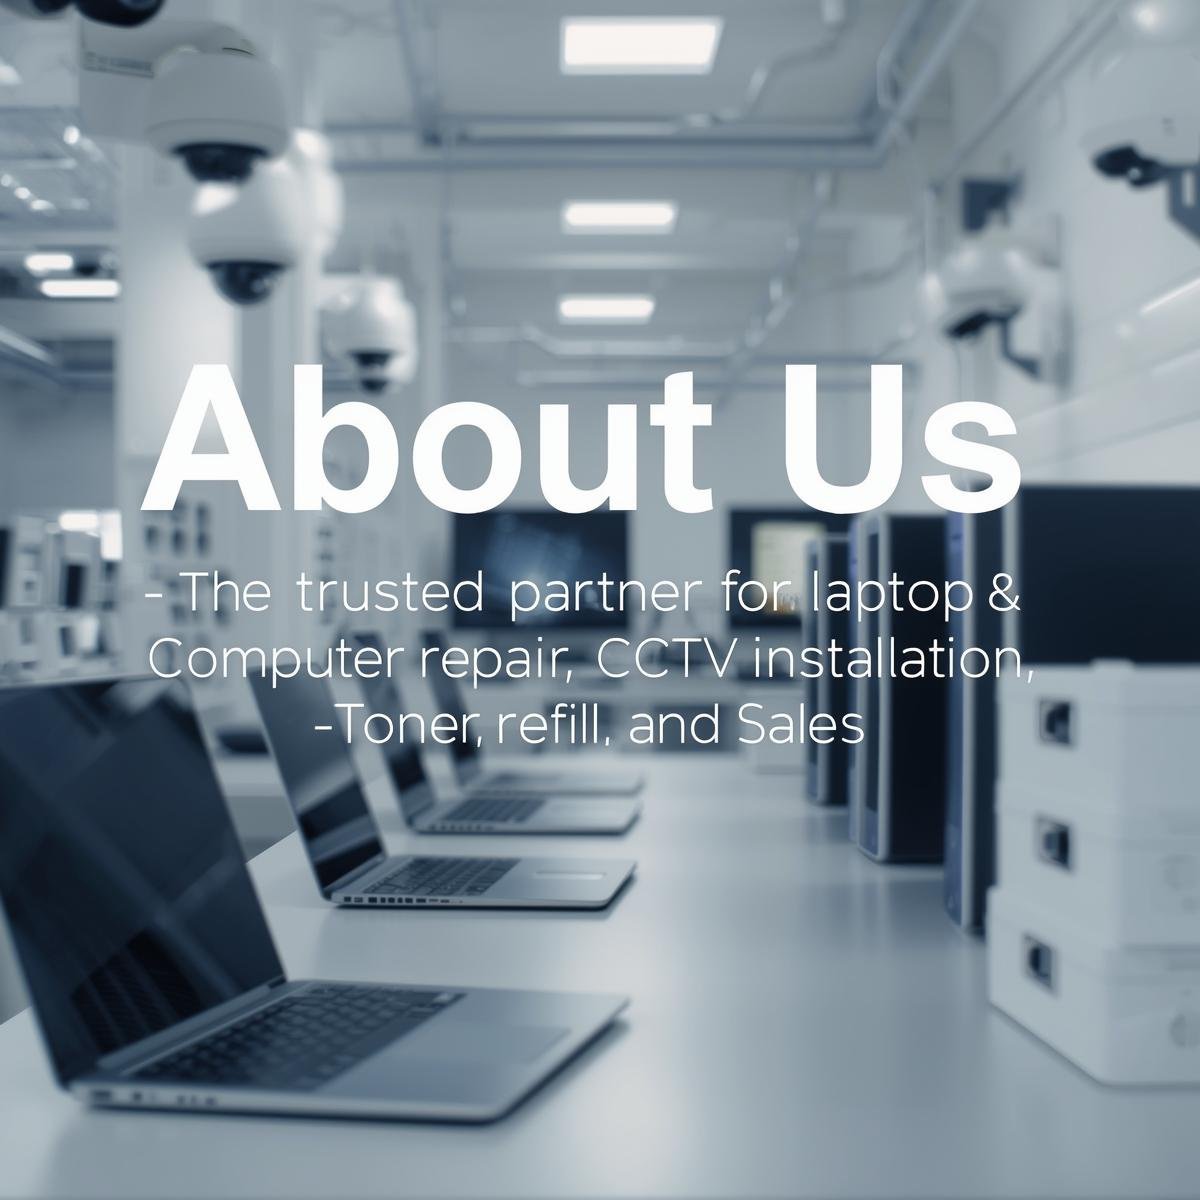 About Us
- The trusted partner for laptop &
Computer repair, CCTV installation,
-Toner, refill, and Sales